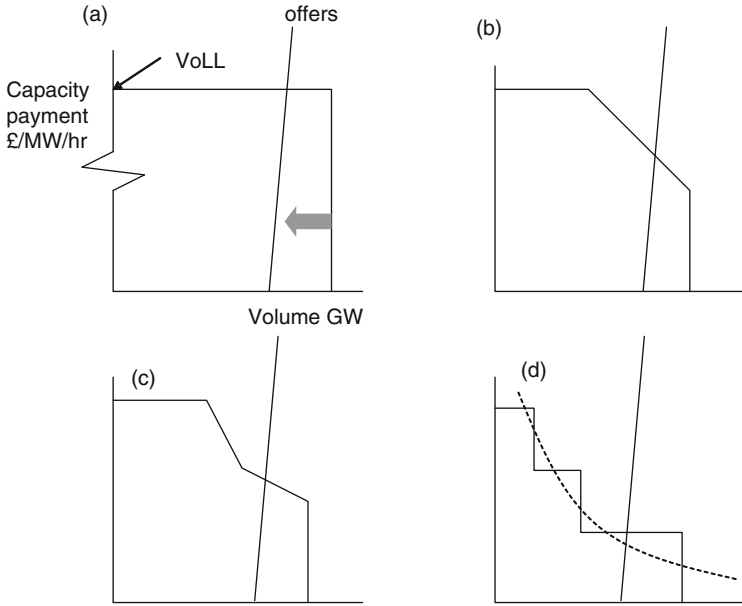 (a)
offers
VoLL
Capacity
payment
£/MW/hr
Volume GW
(b)
(c)
(d)